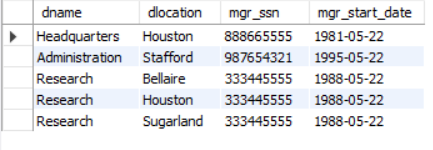 dname dlocation mgr_ssn mgr_start_date
Headquarters Houston 888665555 1981-05-22
Administration Stafford 987654321 1995-05-22
Research Bellaire 333445555 1988-05-22
Research Houston 333445555 1988-05-22
Research Sugarland 333445555 1988-05-22